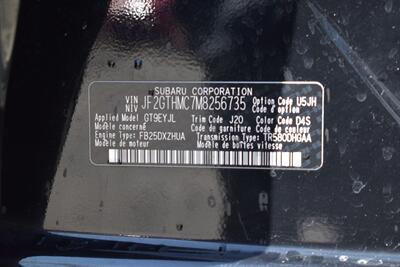 SUBARU CORPORATION
VIN NIV JF2GTHMC7M8256735 Option Code U5JH
Code d'option
Applied Model GT9EYJL Trim Code J20 Color Code D4S
Modèle concerné Code de garniture Code de couleur
Engine Type FB25DXZHUA Transmission Type TR580DHGAA
Modèle de moteur Modèle de boîtes vitesse